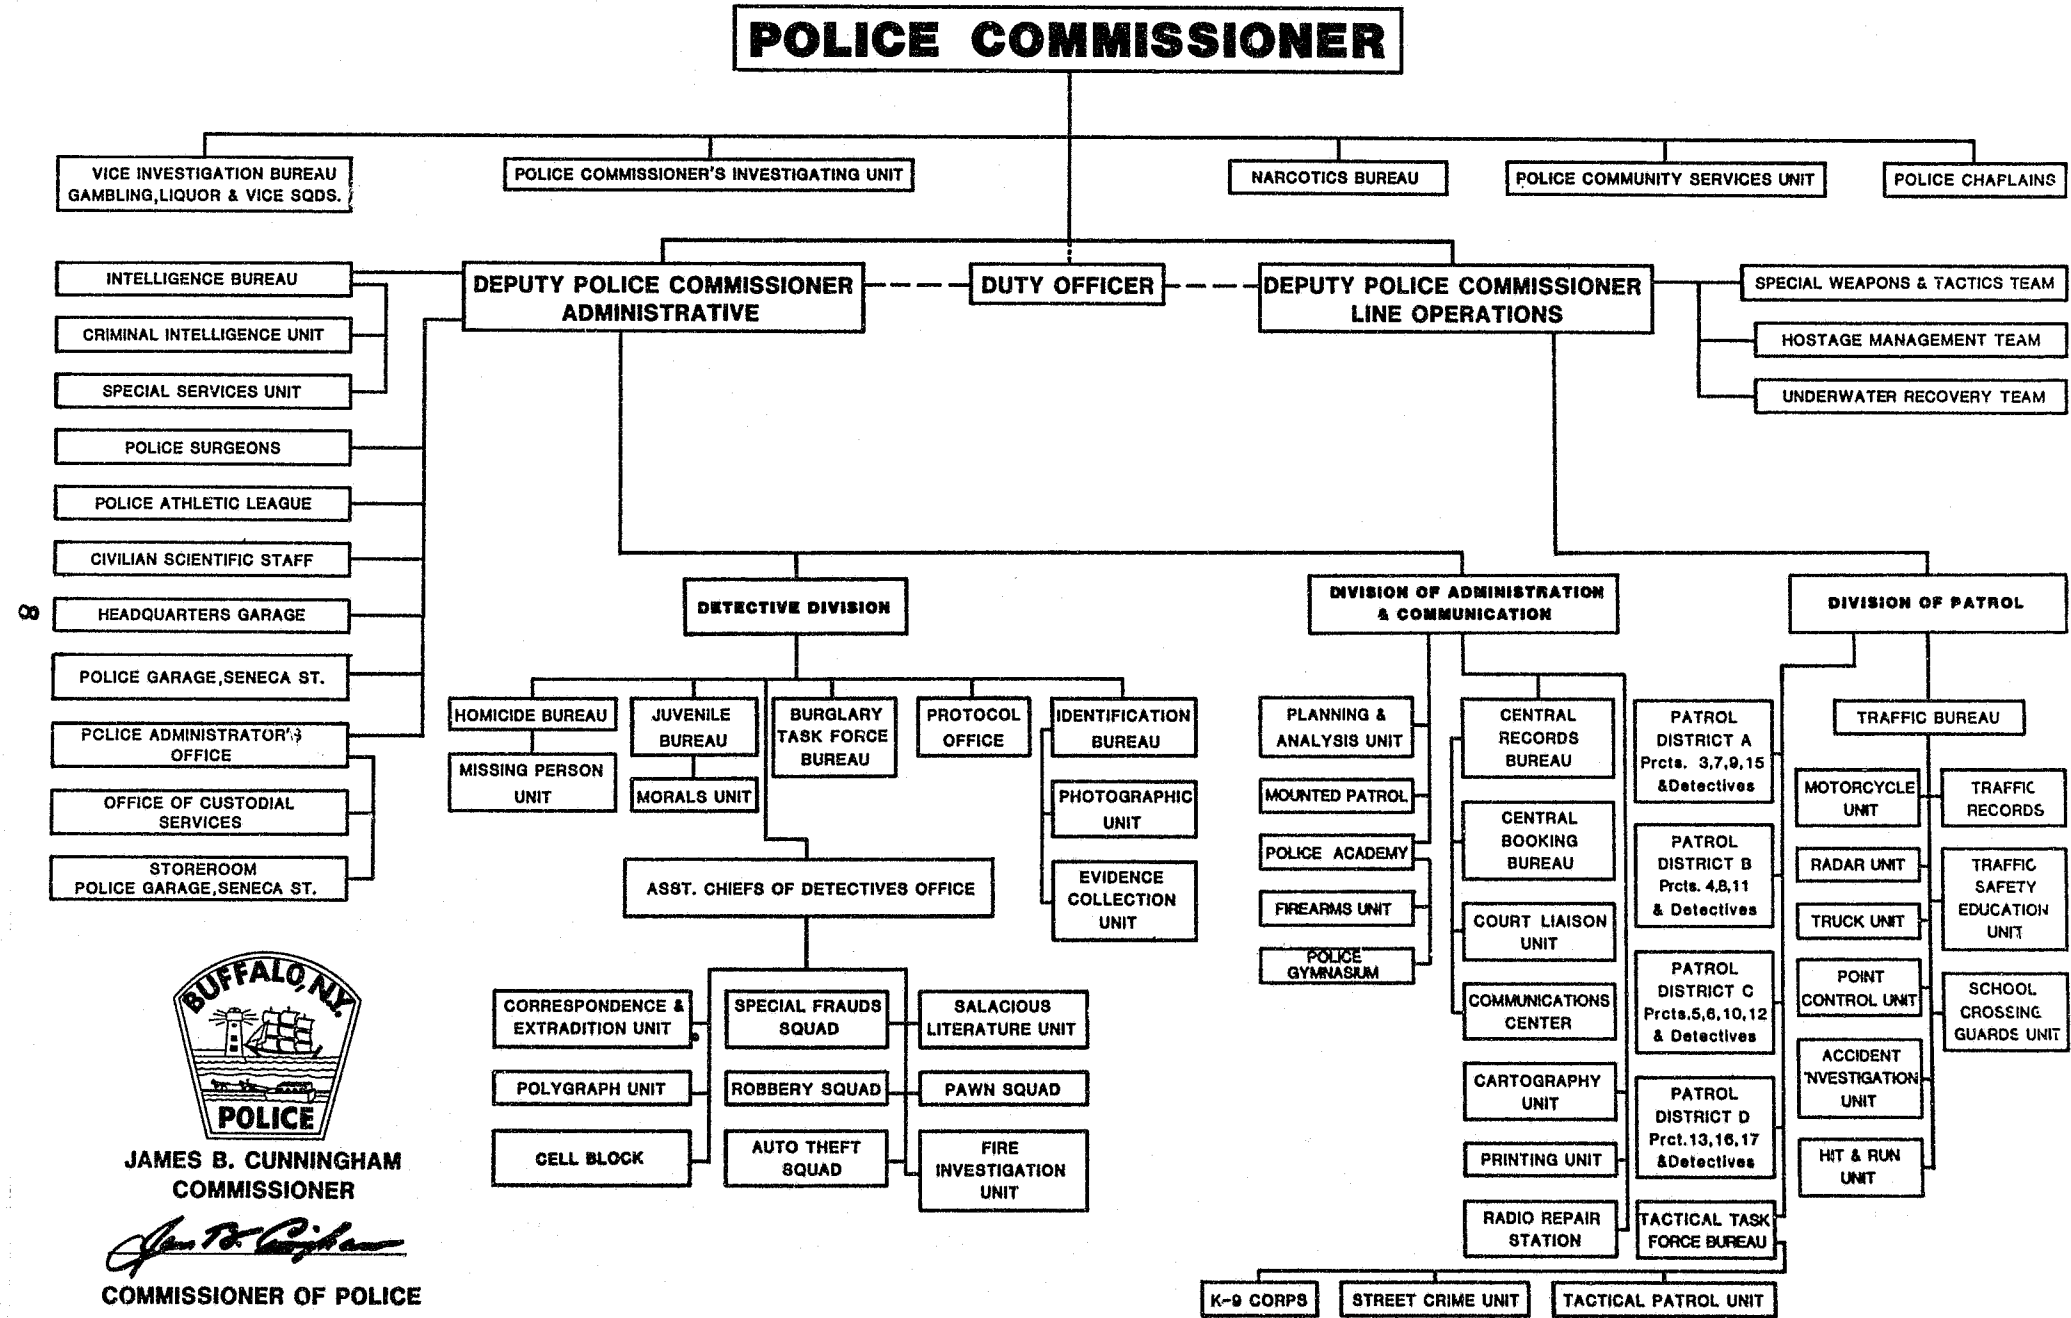 POLICE COMMISSIONER
VICE INVESTIGATION BUREAU
GAMBLING,LIQUOR & VICE SQDS.
POLICE COMMISSIONER'S INVESTIGATING UNIT
NARCOTICS BUREAU
POLICE COMMUNITY SERVICES UNIT
POLICE CHAPLAINS
INTELLIGENCE BUREAU
CRIMINAL INTELLIGENCE UNIT
SPECIAL SERVICES UNIT
POLICE SURGEONS
POLICE ATHLETIC LEAGUE
CIVILIAN SCIENTIFIC STAFF
HEADQUARTERS GARAGE
POLICE GARAGE,SENECA ST.
POLICE ADMINISTRATOR'S
OFFICE
OFFICE OF CUSTODIAL
SERVICES
STOREROOM
POLICE GARAGE,SENECA ST.
8
DEPUTY POLICE COMMISSIONER
ADMINISTRATIVE
DUTY OFFICER
DEPUTY POLICE COMMISSIONER
LINE OPERATIONS
SPECIAL WEAPONS & TACTICS TEAM
HOSTAGE MANAGEMENT TEAM
UNDERWATER RECOVERY TEAM
DETECTIVE DIVISION
HOMICIDE BUREAU
MISSING PERSON
UNIT
JUVENILE
BUREAU
MORALS UNIT
BURGLARY
TASK FORCE
BUREAU
PROTOCOL
OFFICE
IDENTIFICATION
BUREAU
PHOTOGRAPHIC
UNIT
EVIDENCE
COLLECTION
UNIT
ASST. CHIEFS OF DETECTIVES OFFICE
CORRESPONDENCE &
EXTRADITION UNIT
POLYGRAPH UNIT
CELL BLOCK
SPECIAL FRAUDS
SQUAD
ROBBERY SQUAD
AUTO THEFT
SQUAD
SALACIOUS
LITERATURE UNIT
PAWN SQUAD
FIRE
INVESTIGATION
UNIT
DIVISION OF ADMINISTRATION
& COMMUNICATION
PLANNING &
ANALYSIS UNIT
MOUNTED PATROL
POLICE ACADEMY
FIREARMS UNIT
POLICE
GYMNASIUM
CENTRAL
RECORDS
BUREAU
CENTRAL
BOOKING
BUREAU
COURT LIAISON
UNIT
COMMUNICATIONS
CENTER
CARTOGRAPHY
UNIT
PRINTING UNIT
RADIO REPAIR
STATION
DIVISION OF PATROL
PATROL
DISTRICT A
Prcts. 3,7,9,15
&Detectives
PATROL
DISTRICT B
Prcts. 4,8,11
& Detectives
PATROL
DISTRICT C
Prcts.5,6,10,12
& Detectives
PATROL
DISTRICT D
Prct.13,16,17
&Detectives
TACTICAL TASK
FORCE BUREAU
K-9 CORPS
STREET CRIME UNIT
TACTICAL PATROL UNIT
TRAFFIC BUREAU
MOTORCYCLE
UNIT
RADAR UNIT
TRUCK UNIT
POINT
CONTROL UNIT
ACCIDENT
INVESTIGATION
UNIT
HIT & RUN
UNIT
TRAFFIC
RECORDS
TRAFFIC
SAFETY
EDUCATION
UNIT
SCHOOL
CROSSING
GUARDS UNIT
BUFFALO, N.Y.
POLICE
JAMES B. CUNNINGHAM
COMMISSIONER
COMMISSIONER OF POLICE